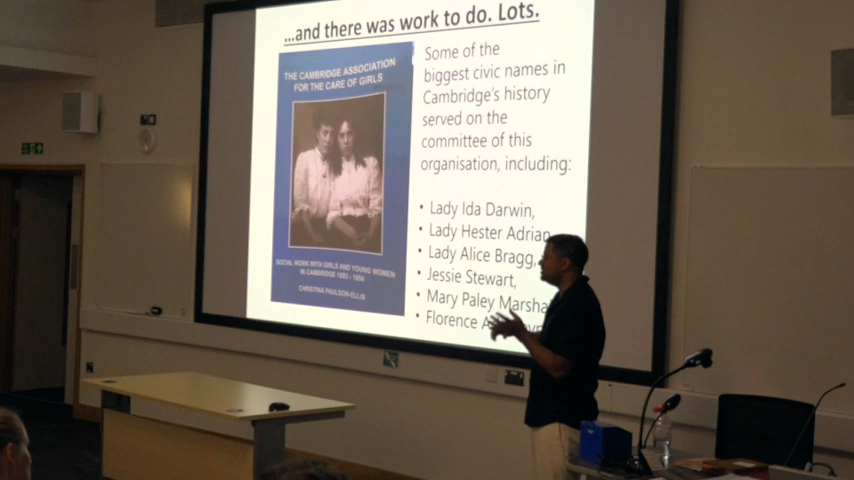 ...and there was work to do. Lots.
THE CAMBRIDGE ASSOCIATION
FOR THE CARE OF GIRLS
SOCIAL WORK WITH GIRLS AND YOUNG WOMEN
IN CAMBRIDGE 1883 - 1954
CHRISTINA PAULSON-ELLIS
Some of the
biggest civic names in
Cambridge's history
served on the
committee of this
organisation, including:
• Lady Ida Darwin,
• Lady Hester Adrian,
• Lady Alice Bragg,
• Jessie Stewart,
• Mary Paley Marsha
• Florence A